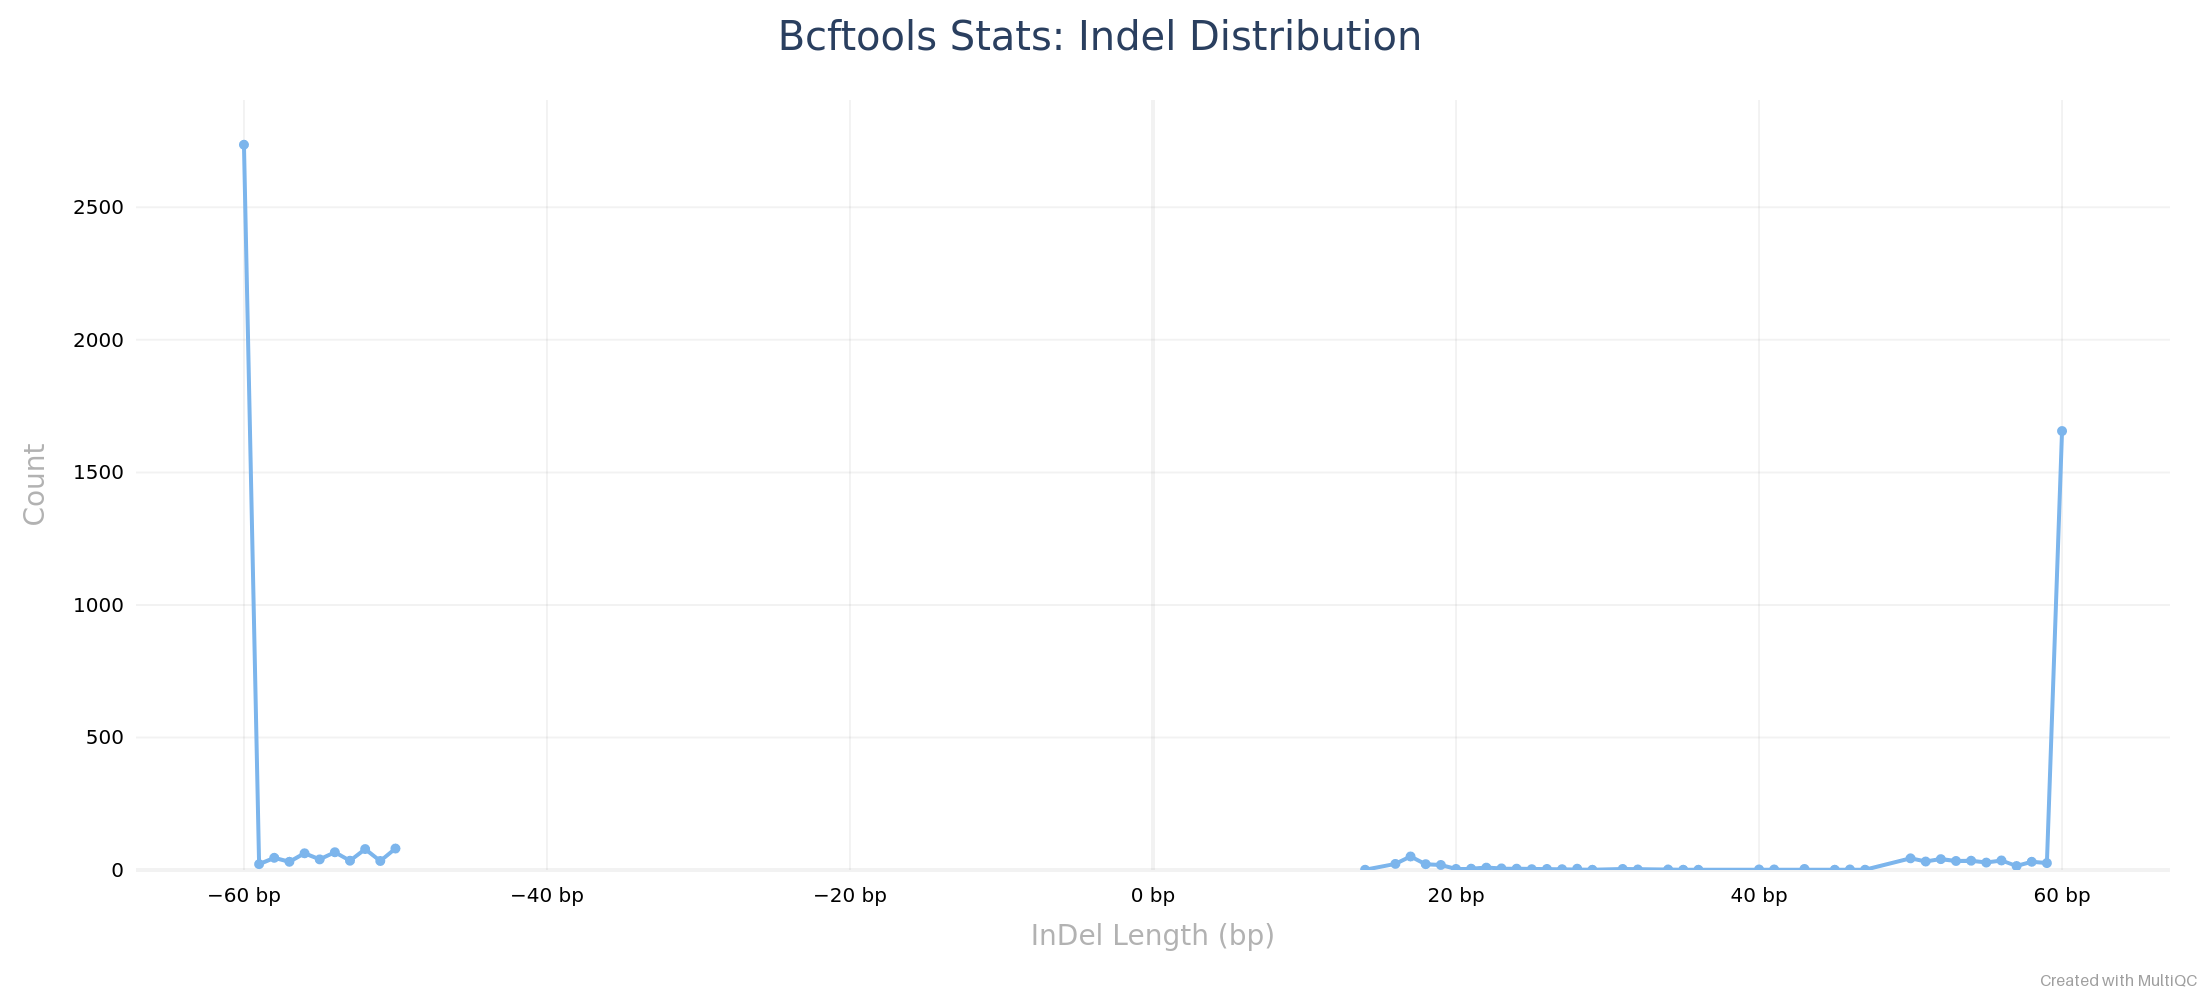 Bcftools Stats: Indel Distribution
Count
2500
2000
1500
1000
500
0
−60 bp −40 bp −20 bp 0 bp 20 bp 40 bp 60 bp
InDel Length (bp)
Created with MultiQC